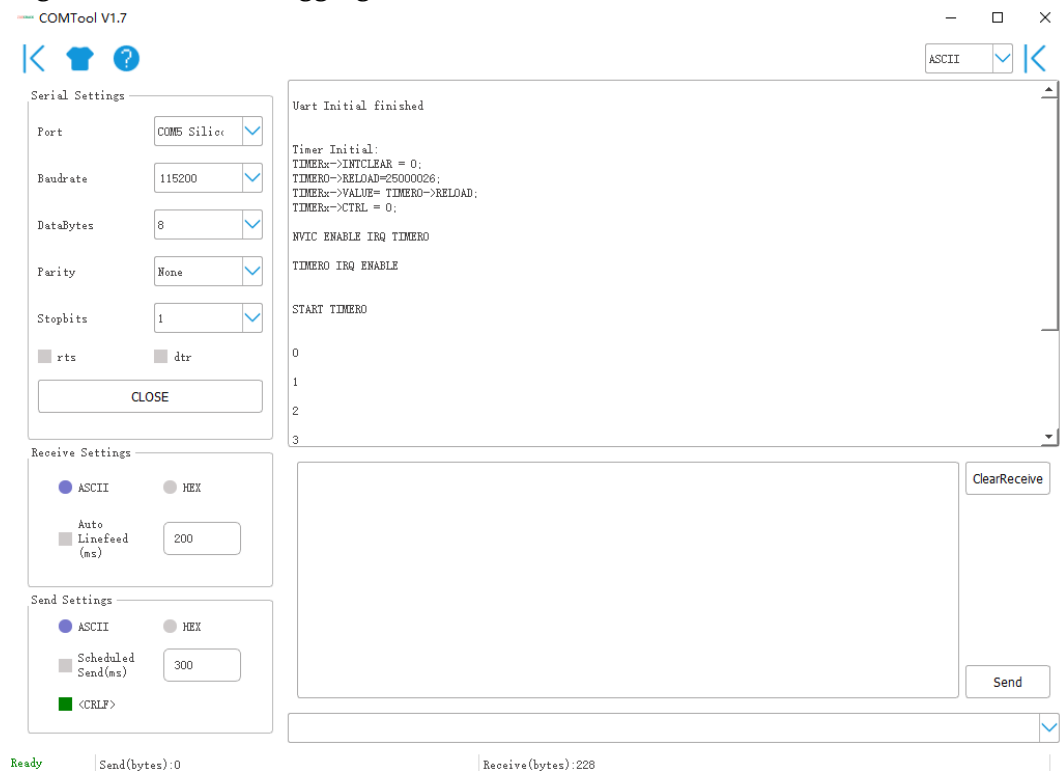 COMTool V1.7
ASCII
Serial Settings
Port
COM5 Silico
Baudrate
115200
DataBytes
8
Parity
None
Stopbits
1
rts
dtr
CLOSE
Uart Initial finished
Timer Initial:
TIMERx->INTCLEAR = 0;
TIMER0->RELOAD=25000026;
TIMERx->VALUE= TIMER0->RELOAD;
TIMERx->CTRL = 0;
NVIC ENABLE IRQ TIMER0
TIMER0 IRQ ENABLE
START TIMER0
0
1
2
3
Receive Settings
ASCII
HEX
Auto
Linefeed
(ms)
200
ClearReceive
Send Settings
ASCII
HEX
Scheduled
Send(ms)
300
<CRLF>
Send
Ready
Send(bytes):0
Receive(bytes):228